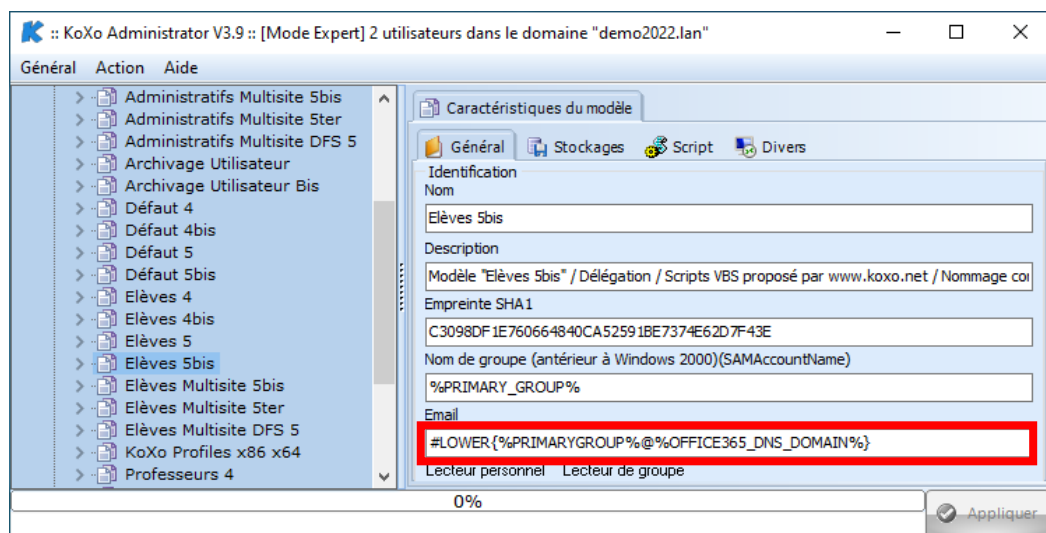 :: KoXo Administrator V3.9 :: [Mode Expert] 2 utilisateurs dans le domaine "demo2022.lan"
Général Action Aide
Administratifs Multisite 5bis
Administratifs Multisite 5ter
Administratifs Multisite DFS 5
Archivage Utilisateur
Archivage Utilisateur Bis
Défaut 4
Défaut 4bis
Défaut 5
Défaut 5bis
Elèves 4
Elèves 4bis
Elèves 5
Elèves 5bis
Elèves Multisite 5bis
Elèves Multisite 5ter
Elèves Multisite DFS 5
KoXo Profiles x86 x64
Professeurs 4
Caractéristiques du modèle
Général Stockages Script Divers
Identification
Nom
Elèves 5bis
Description
Modèle "Elèves 5bis" / Délégation / Scripts VBS proposé par www.koxo.net / Nommage co
Empreinte SHA1
C3098DF1E760664840CA52591BE7374E62D7F43E
Nom de groupe (antérieur à Windows 2000)(SAMAccountName)
%PRIMARY_GROUP%
Email
#LOWER{%PRIMARYGROUP%@%OFFICE365_DNS_DOMAIN%}
Lecteur personnel Lecteur de groupe
0%
Appliquer